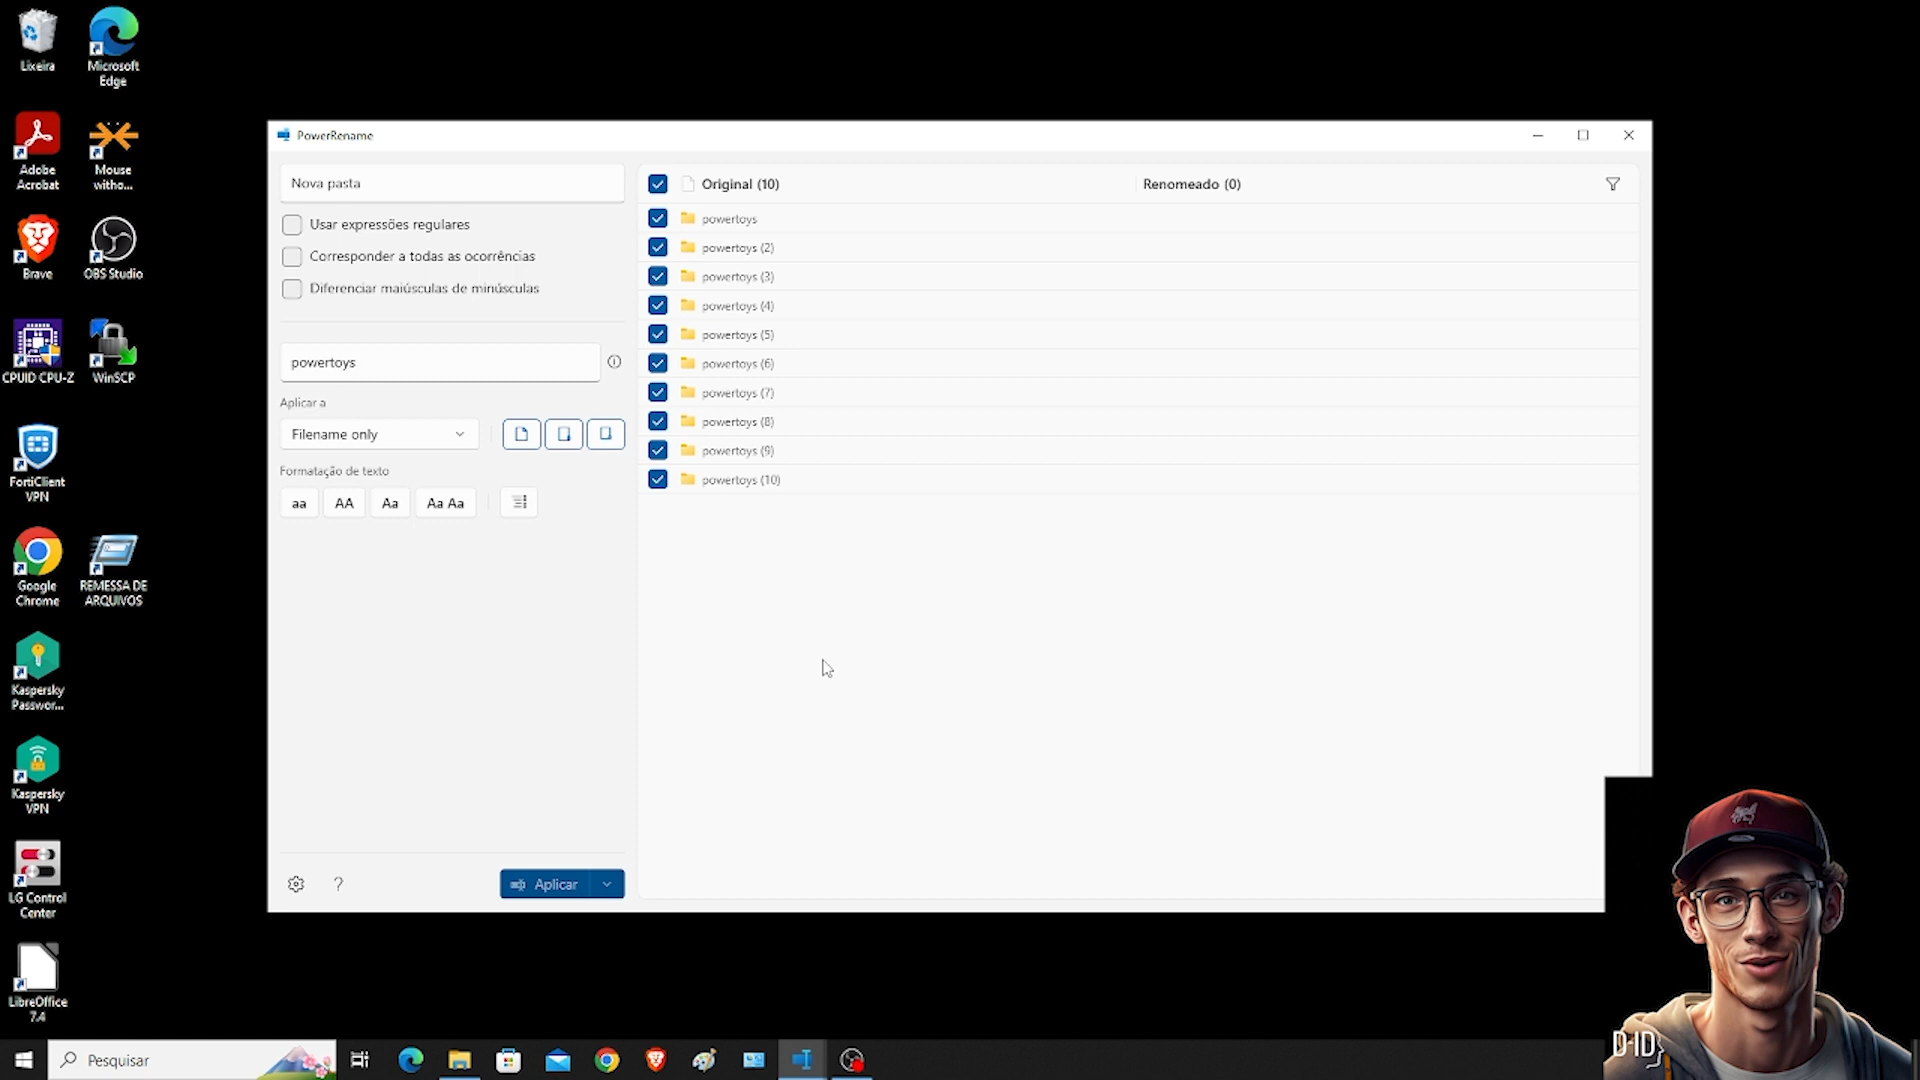 Lixeira
Microsoft
Edge
Adobe
Acrobat
Mouse
witho...
Brave
OBS Studio
CPUID CPU-Z
WinSCP
FortiClient
VPN
Google
Chrome
REMESSA DE
ARQUIVOS
Kaspersky
Passwor...
Kaspersky
VPN
LG Control
Center
LibreOffice
7.4
PowerRename
Nova pasta
Usar expressões regulares
Corresponder a todas as ocorrências
Diferenciar maiúsculas de minúsculas
powertoys
Aplicar a
Filename only
Formatação de texto
aa AA Aa Aa Aa
? Aplicar
Original (10) Renomeado (0)
powertoys
powertoys (2)
powertoys (3)
powertoys (4)
powertoys (5)
powertoys (6)
powertoys (7)
powertoys (8)
powertoys (9)
powertoys (10)
D-ID
Pesquisar